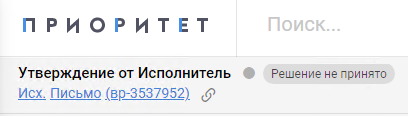 ПРИОРИТЕТ
Поиск...
Утверждение от Исполнитель Решение не принято
Исх. Письмо (вр-3537952)